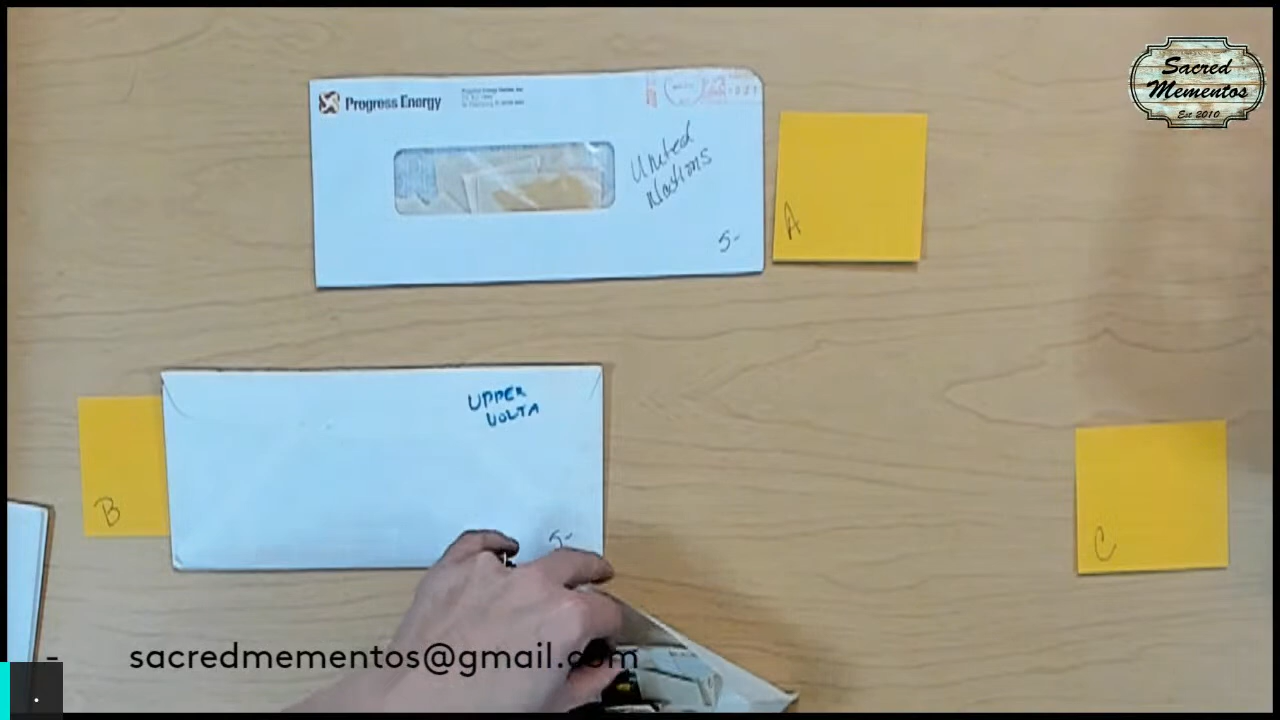 Sacred
Mementos
Est 2010
Progress Energy
United
Nations
5-
A
UPPER
VOLTA
5-
B
C
- sacredmementos@gmail.com
.